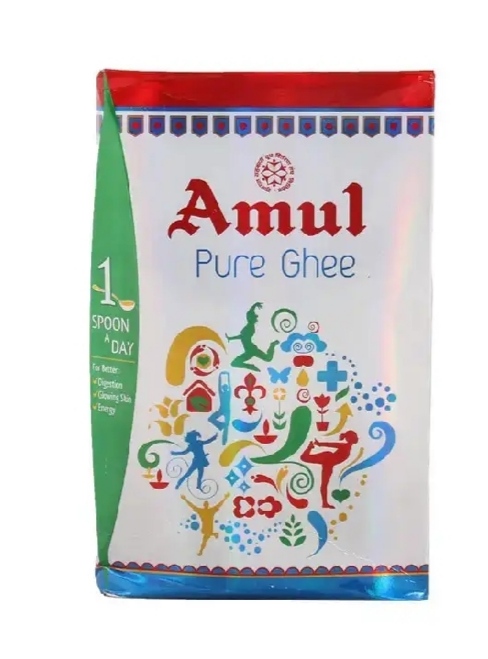 Amul
Pure Ghee
1
SPOON
A
DAY
For Better:
Digestion
Glowing Skin
Energy